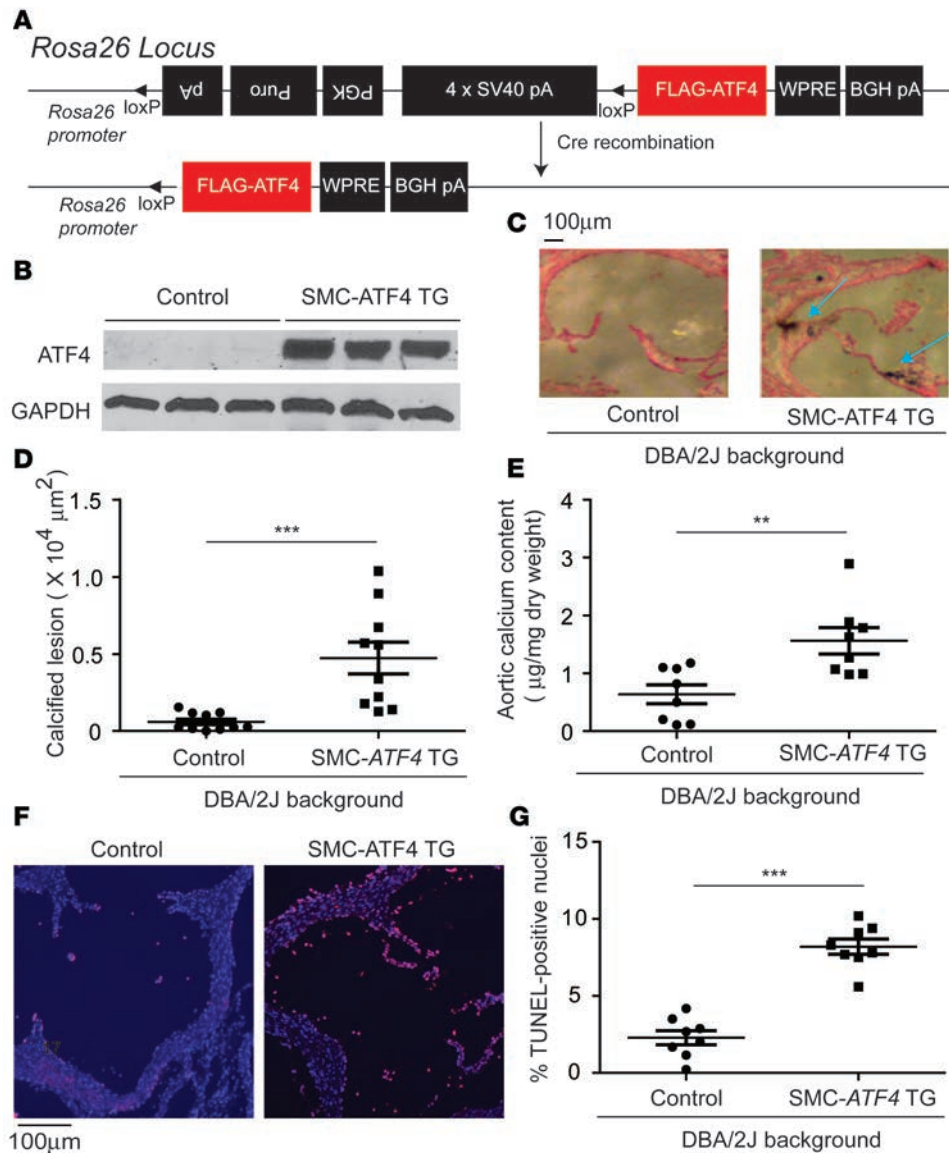 A
Rosa26 Locus
pA Puro PGK 4 x SV40 pA FLAG-ATF4 WPRE BGH pA
loxP loxP
Rosa26
promoter
Cre recombination
FLAG-ATF4 WPRE BGH pA
loxP
Rosa26
promoter
B
Control SMC-ATF4 TG
ATF4
GAPDH
C
100μm
Control SMC-ATF4 TG
DBA/2J background
D
Calcified lesion ( X 10⁴ μm²)
1.5
1.0
0.5
0
***
Control SMC-ATF4 TG
DBA/2J background
E
Aortic calcium content
( μg/mg dry weight)
4
3
2
1
0
**
Control SMC-ATF4 TG
DBA/2J background
F
Control SMC-ATF4 TG
100μm
G
% TUNEL-positive nuclei
15
10
5
0
***
Control SMC-ATF4 TG
DBA/2J background